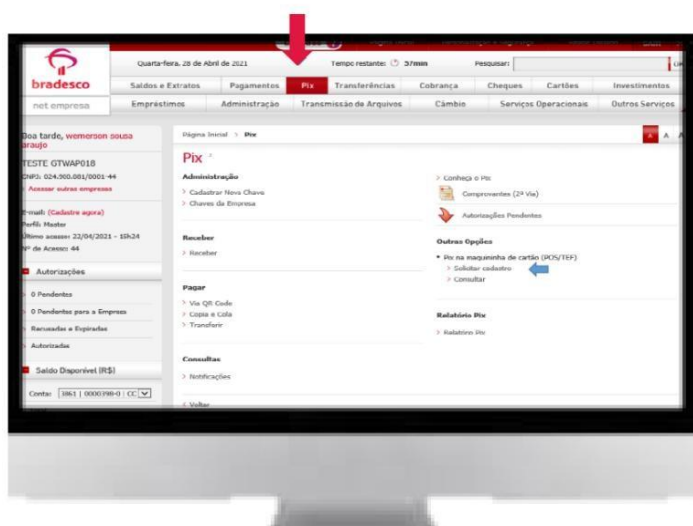 Quarta-feira, 28 de Abril de 2021
Tempo restante: 37min
Pesquisar:
bradesco
net empresa
Saldos e Extratos
Pagamentos
Pix
Transferências
Cobrança
Cheques
Cartões
Investimentos
Empréstimos
Administração
Transmissão de Arquivos
Câmbio
Serviços Operacionais
Outros Serviços
Boa tarde, wemerson sousa
araujo
TESTE GTWAP018
CNPJ: 024.900.001/0001-44
Acessar outras empresas
E-mail: (Cadastre agora)
Perfil: Master
Último acesso: 22/04/2021 - 15h24
Nº de Acesso: 44
Autorizações
0 Pendentes
0 Pendentes para a Empresa
Recusadas e Expiradas
Autorizadas
Saldo Disponível (R$)
Conta: 3861 | 0000398-0 | CC
Página Inicial > Pix
A A
Pix
Administração
> Cadastrar Nova Chave
> Chaves da Empresa
Receber
> Receber
Pagar
> Via QR Code
> Copia e Cola
> Transferir
Consultas
> Notificações
< Voltar
> Conheça o Pix
Comprovantes (2ª Via)
Autorizações Pendentes
Outras Opções
• Pix na maquininha de cartão (POS/TEF)
> Solicitar cadastro
> Consultar
Relatório Pix
> Relatório Pix